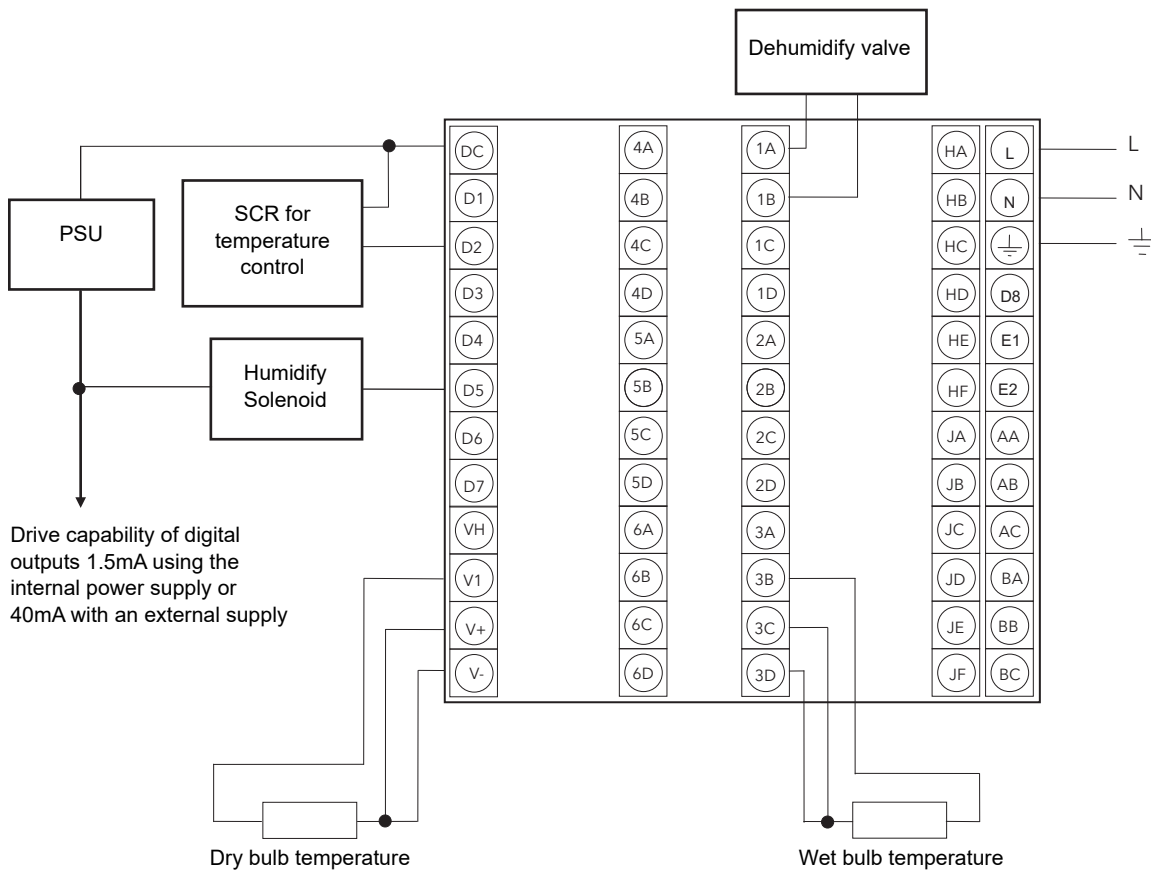 Dehumidify valve
PSU
SCR for
temperature
control
Humidify
Solenoid
Drive capability of digital
outputs 1.5mA using the
internal power supply or
40mA with an external supply
DC
D1
D2
D3
D4
D5
D6
D7
VH
V1
V+
V-
4A
4B
4C
4D
5A
5B
5C
5D
6A
6B
6C
6D
1A
1B
1C
1D
2A
2B
2C
2D
3A
3B
3C
3D
HA
HB
HC
HD
HE
HF
JA
JB
JC
JD
JE
JF
L
N
D8
E1
E2
AA
AB
AC
BA
BB
BC
L
N
Dry bulb temperature
Wet bulb temperature